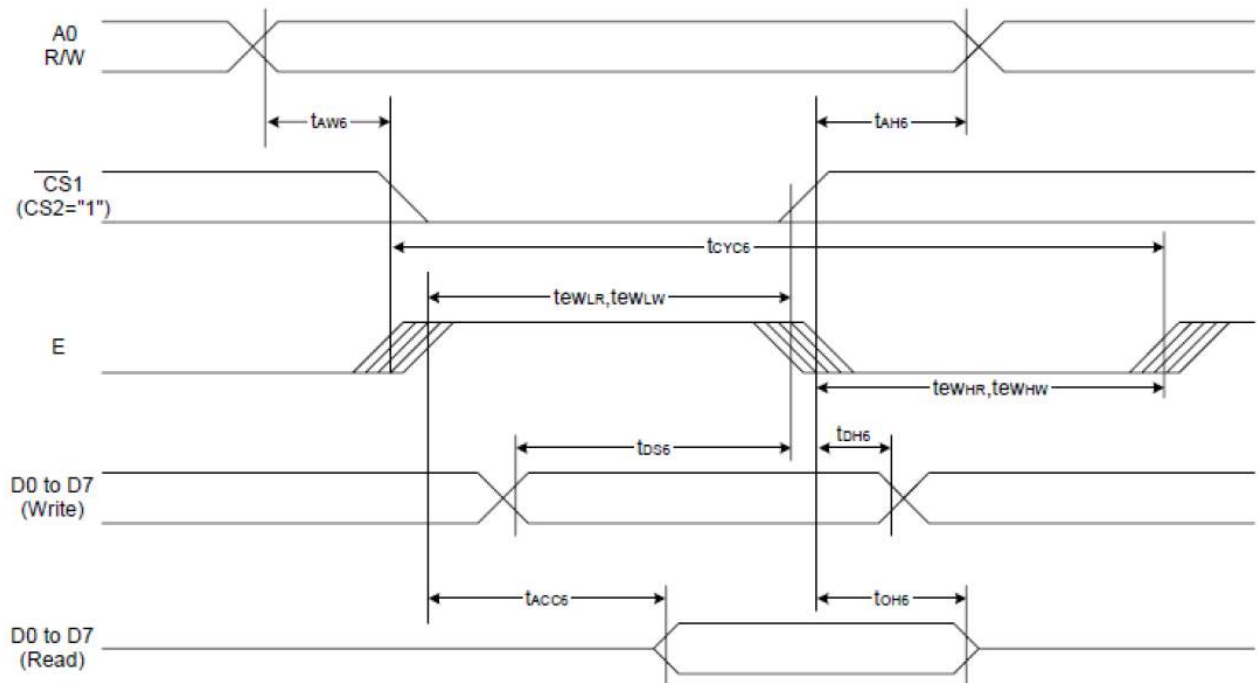 A0
R/W
tAW6
tAH6
CS1
(CS2="1")
tCYC6
tewLR,tewLW
E
tewHR,tewHW
tDS6
tDH6
D0 to D7
(Write)
tACC6
tOH6
D0 to D7
(Read)